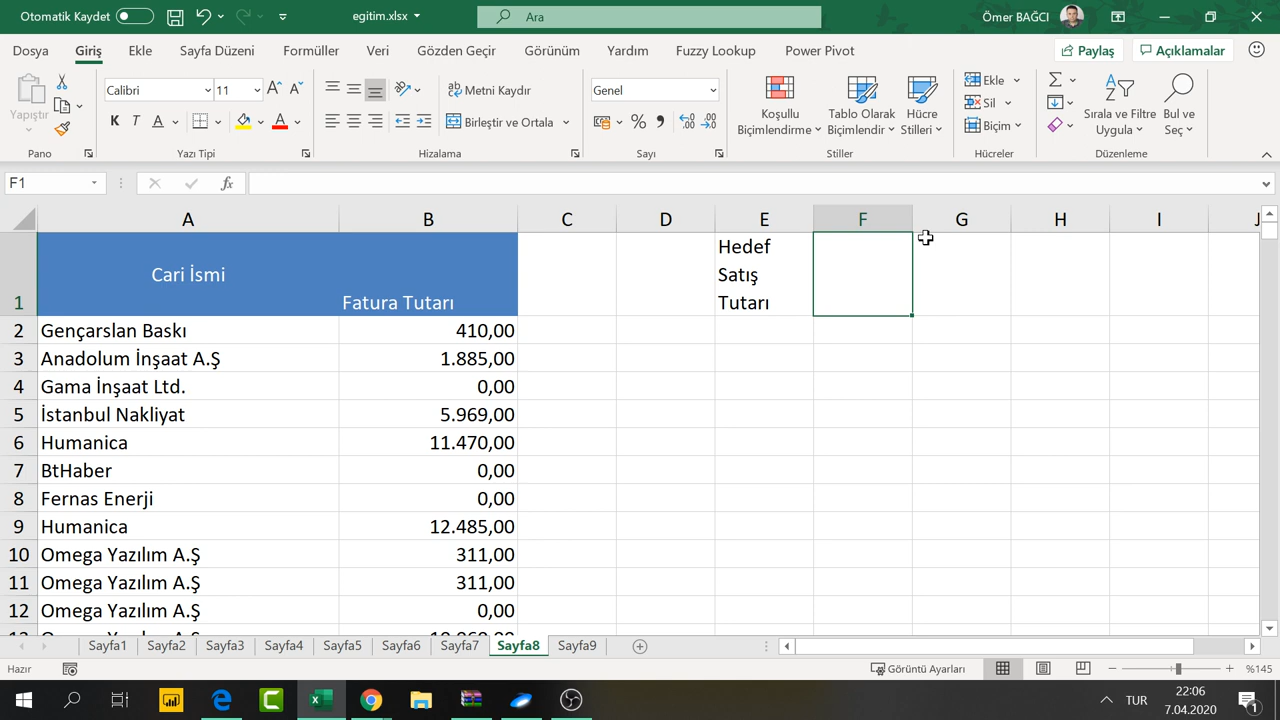 Otomatik Kaydet
egitim.xlsx
Ara
Ömer BAĞCI
Dosya
Giriş
Ekle
Sayfa Düzeni
Formüller
Veri
Gözden Geçir
Görünüm
Yardım
Fuzzy Lookup
Power Pivot
Paylaş
Açıklamalar
Yapıştır
Calibri
11
K T A
A
Metni Kaydır
Birleştir ve Ortala
Genel
%
Koşullu
Biçimlendirme
Tablo Olarak
Biçimlendir
Hücre
Stilleri
Ekle
Sil
Biçim
Sırala ve Filtre
Uygula
Bul ve
Seç
Pano
Yazı Tipi
Hizalama
Sayı
Stiller
Hücreler
Düzenleme
F1
fx
A B C D E F G H I J
1 Cari İsmi Fatura Tutarı
Hedef
Satış
Tutarı
2 Gençarslan Baskı 410,00
3 Anadolum İnşaat A.Ş 1.885,00
4 Gama İnşaat Ltd. 0,00
5 İstanbul Nakliyat 5.969,00
6 Humanica 11.470,00
7 BtHaber 0,00
8 Fernas Enerji 0,00
9 Humanica 12.485,00
10 Omega Yazılım A.Ş 311,00
11 Omega Yazılım A.Ş 311,00
12 Omega Yazılım A.Ş 0,00
Sayfa1 Sayfa2 Sayfa3 Sayfa4 Sayfa5 Sayfa6 Sayfa7 Sayfa8 Sayfa9
Hazır
Görüntü Ayarları
%145
TUR
22:06
7.04.2020
1